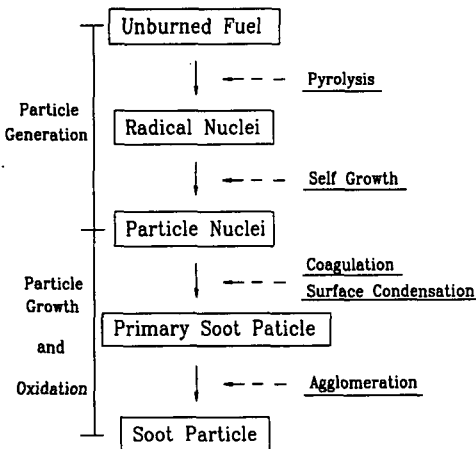 Unburned Fuel
Pyrolysis
Particle
Generation
Radical Nuclei
Self Growth
Particle Nuclei
Coagulation
Surface Condensation
Particle
Growth
and
Oxidation
Primary Soot Paticle
Agglomeration
Soot Particle